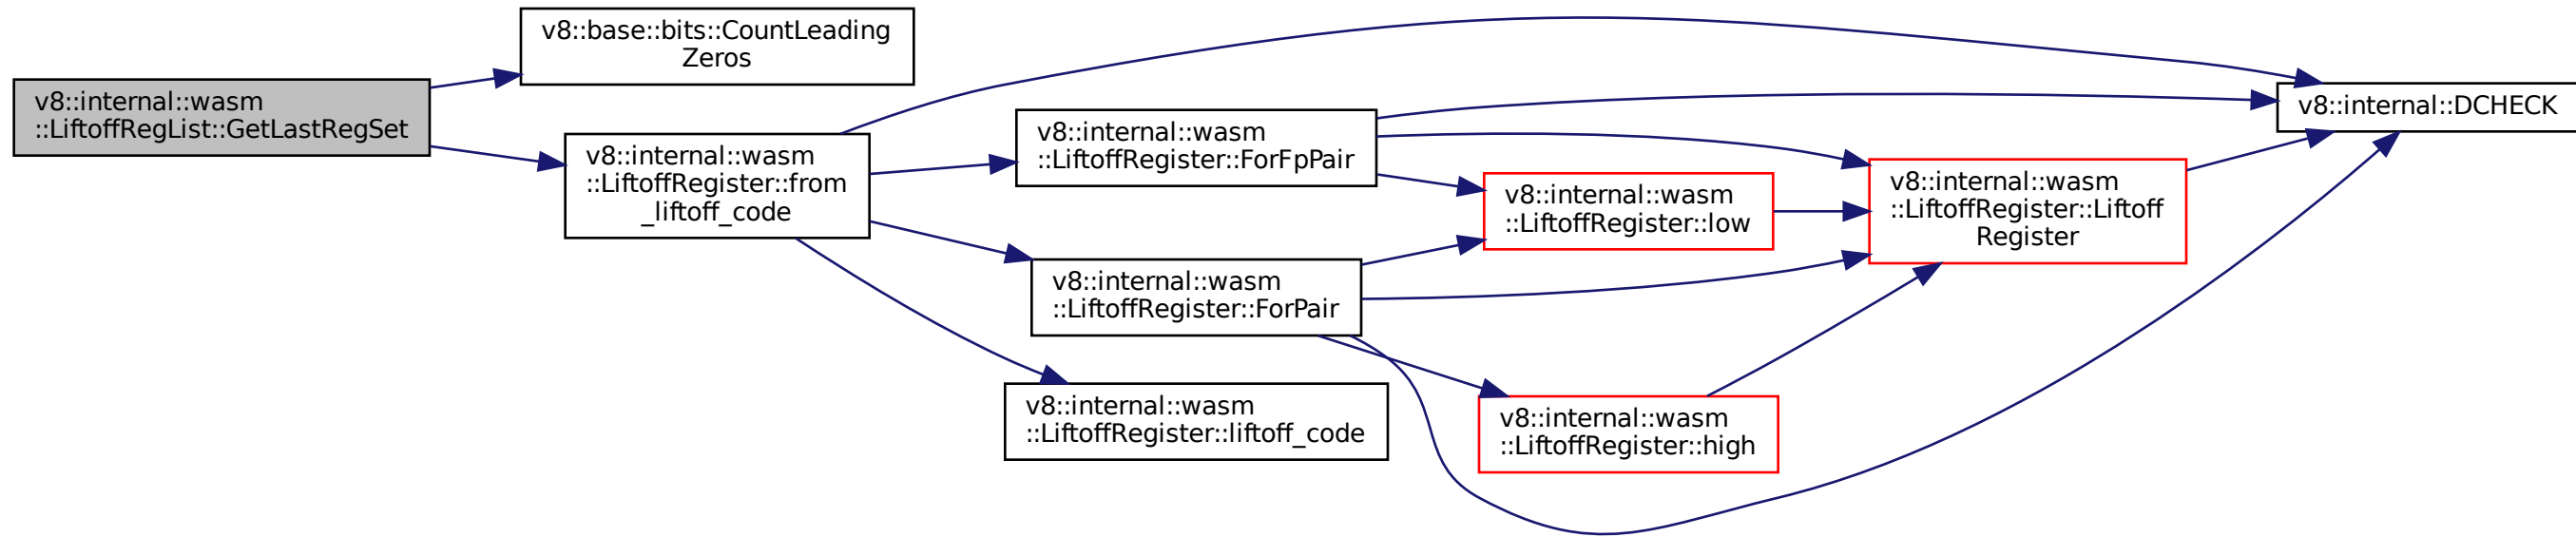 v8::internal::wasm
::LiftoffRegList::GetLastRegSet
v8::base::bits::CountLeading
Zeros
v8::internal::wasm
::LiftoffRegister::from
_liftoff_code
v8::internal::wasm
::LiftoffRegister::ForFpPair
v8::internal::wasm
::LiftoffRegister::ForPair
v8::internal::wasm
::LiftoffRegister::liftoff_code
v8::internal::wasm
::LiftoffRegister::low
v8::internal::wasm
::LiftoffRegister::high
v8::internal::wasm
::LiftoffRegister::Liftoff
Register
v8::internal::DCHECK